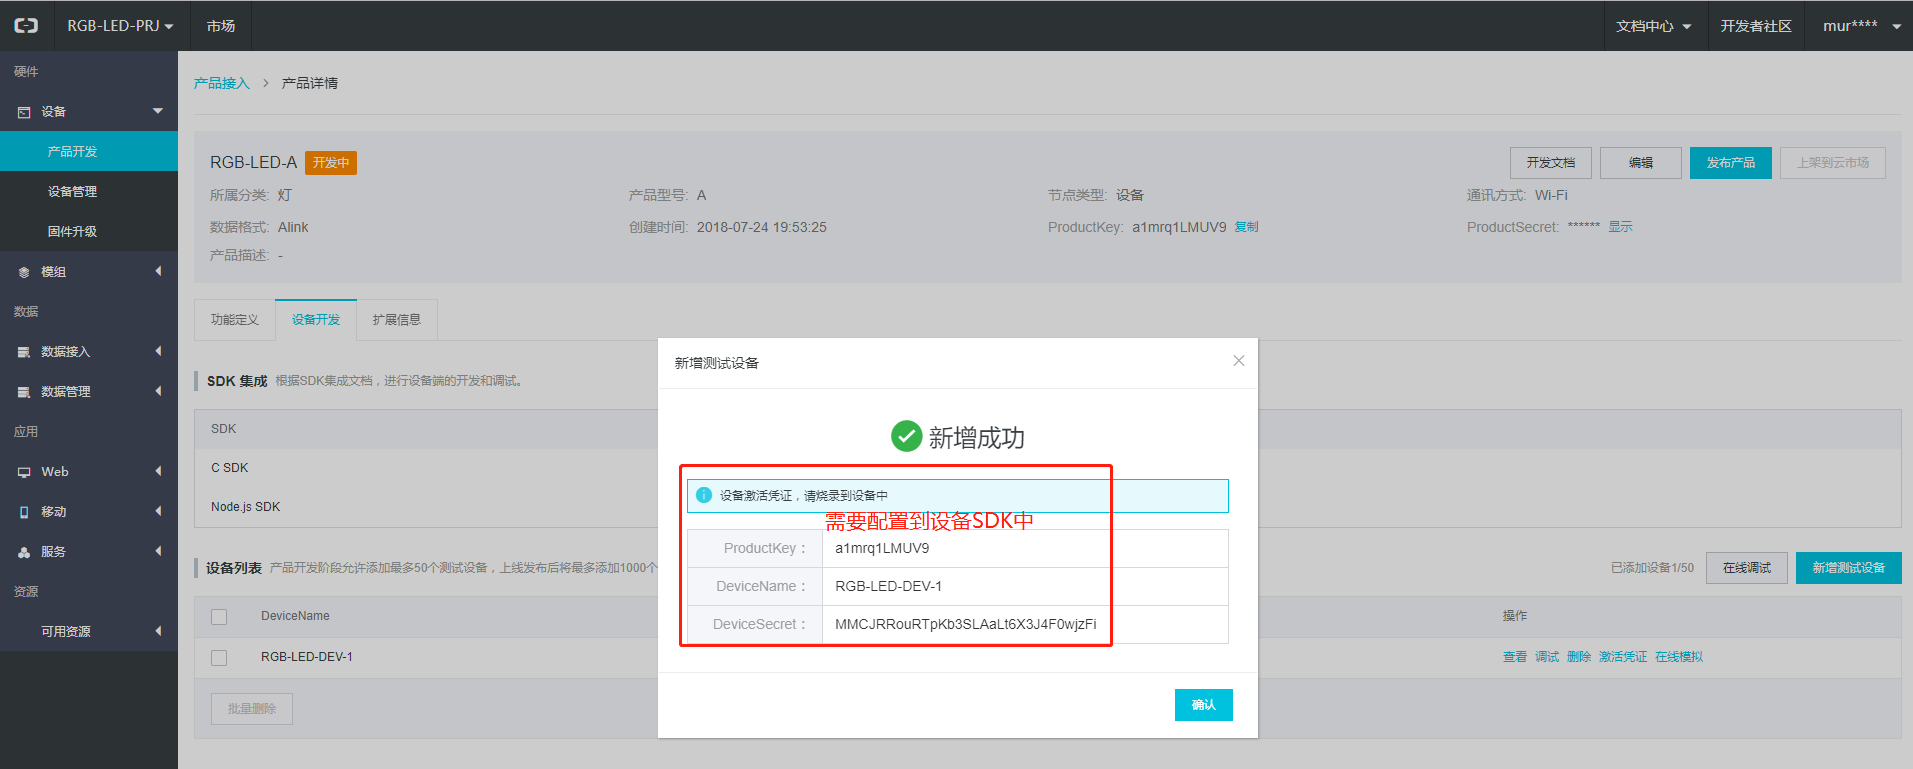 RGB-LED-PRJ 市场 文档中心 开发者社区 mur****
硬件
设备
产品开发
设备管理
固件升级
模组
数据
数据接入
数据管理
应用
Web
移动
服务
资源
可用资源
产品接入 > 产品详情
RGB-LED-A 开发中 开发文档 编辑 发布产品 上架到云市场
所属分类: 灯 产品型号: A 节点类型: 设备 通讯方式: Wi-Fi
数据格式: Alink 创建时间: 2018-07-24 19:53:25 ProductKey: a1mrq1LMUV9 复制 ProductSecret: ****** 显示
产品描述: -
功能定义 设备开发 扩展信息
SDK 集成 根据SDK集成文档，进行设备端的开发和调试。
SDK
C SDK
Node.js SDK
设备列表 产品开发阶段允许添加最多50个测试设备，上线发布后将最多添加1000个 已添加设备1/50 在线调试 新增测试设备
DeviceName 操作
RGB-LED-DEV-1 查看 调试 删除 激活凭证 在线模拟
批量删除
新增测试设备
新增成功
设备激活凭证，请烧录到设备中
需要配置到设备SDK中
ProductKey： a1mrq1LMUV9
DeviceName： RGB-LED-DEV-1
DeviceSecret： MMCJRRouRTpKb3SLAaLt6X3J4F0wjzFi
确认